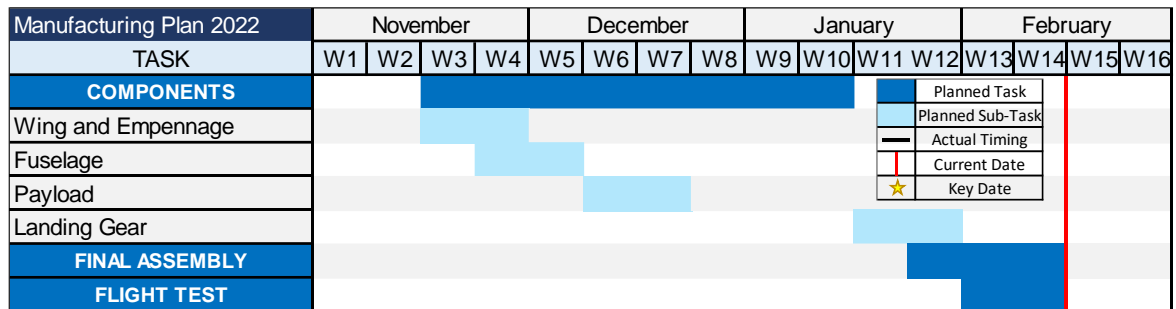 Manufacturing Plan 2022 November December January February
TASK W1 W2 W3 W4 W5 W6 W7 W8 W9 W10 W11 W12 W13 W14 W15 W16
COMPONENTS Planned Task
Wing and Empennage Planned Sub-Task
Actual Timing
Fuselage Current Date
Payload Key Date
Landing Gear
FINAL ASSEMBLY
FLIGHT TEST